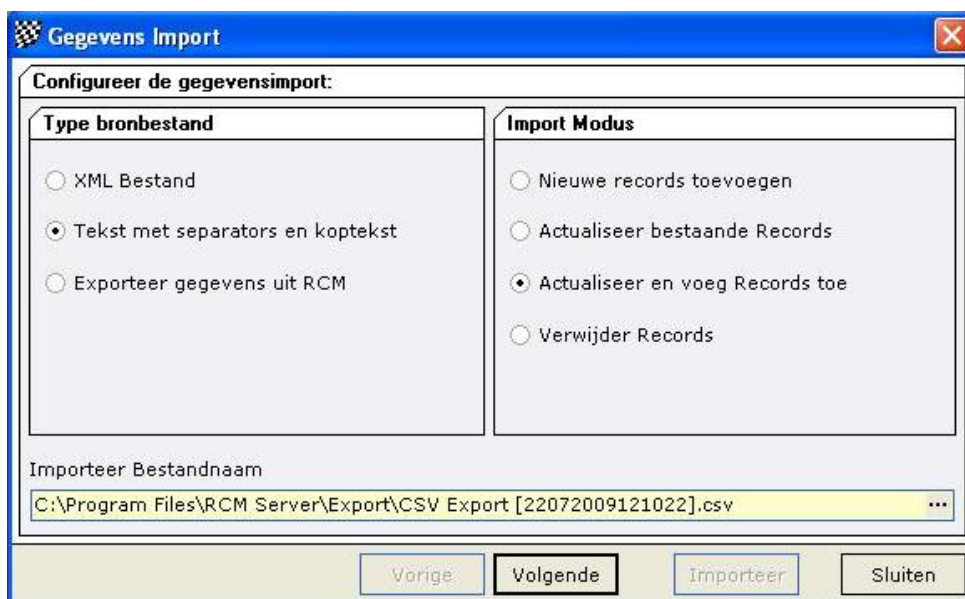 Gegevens Import
Configureer de gegevensimport:
Type bronbestand
XML Bestand
Tekst met separators en koptekst
Exporteer gegevens uit RCM
Import Modus
Nieuwe records toevoegen
Actualiseer bestaande Records
Actualiseer en voeg Records toe
Verwijder Records
Importeer Bestandnaam
C:\Program Files\RCM Server\Export\CSV Export [22072009121022].csv
...
Vorige
Volgende
Importeer
Sluiten